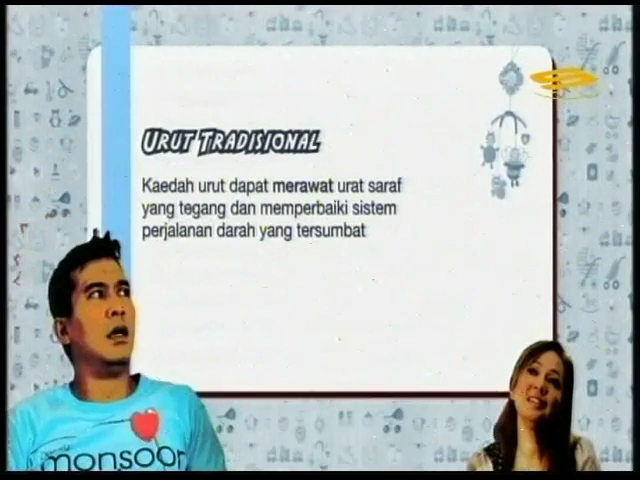 URUT TRADISIONAL
Kaedah urut dapat merawat urat saraf
yang tegang dan memperbaiki sistem
perjalanan darah yang tersumbat
monsoon